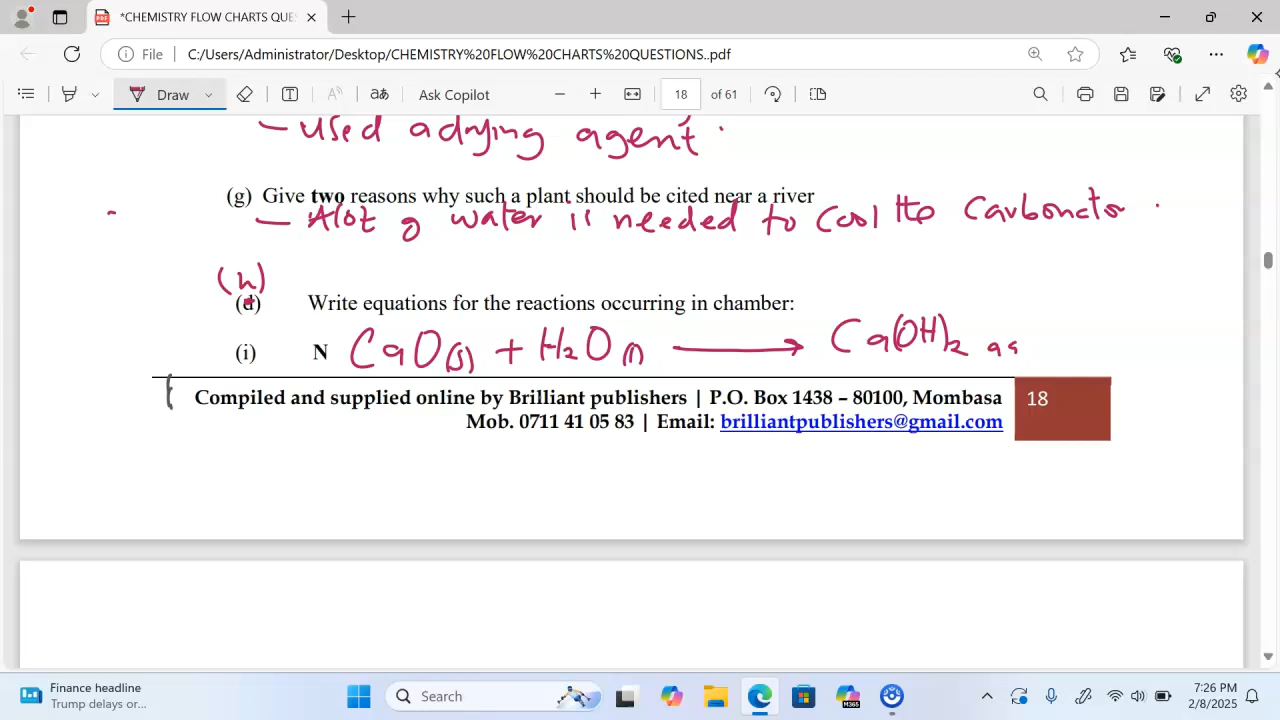 *CHEMISTRY FLOW CHARTS QUE
File C:/Users/Administrator/Desktop/CHEMISTRY%20FLOW%20CHARTS%20QUESTIONS..pdf
Draw aあ Ask Copilot 18 of 61
- used adrying agent.
(g) Give two reasons why such a plant should be cited near a river
- Alot of water is needed to cool the Carbonator.
(h)
(d) Write equations for the reactions occurring in chamber:
(i) N CaO(s) + H₂O(l) → Ca(OH)₂ aq
Compiled and supplied online by Brilliant publishers | P.O. Box 1438 – 80100, Mombasa 18
Mob. 0711 41 05 83 | Email: brilliantpublishers@gmail.com
Finance headline
Trump delays or...
Search
M365
7:26 PM
2/8/2025